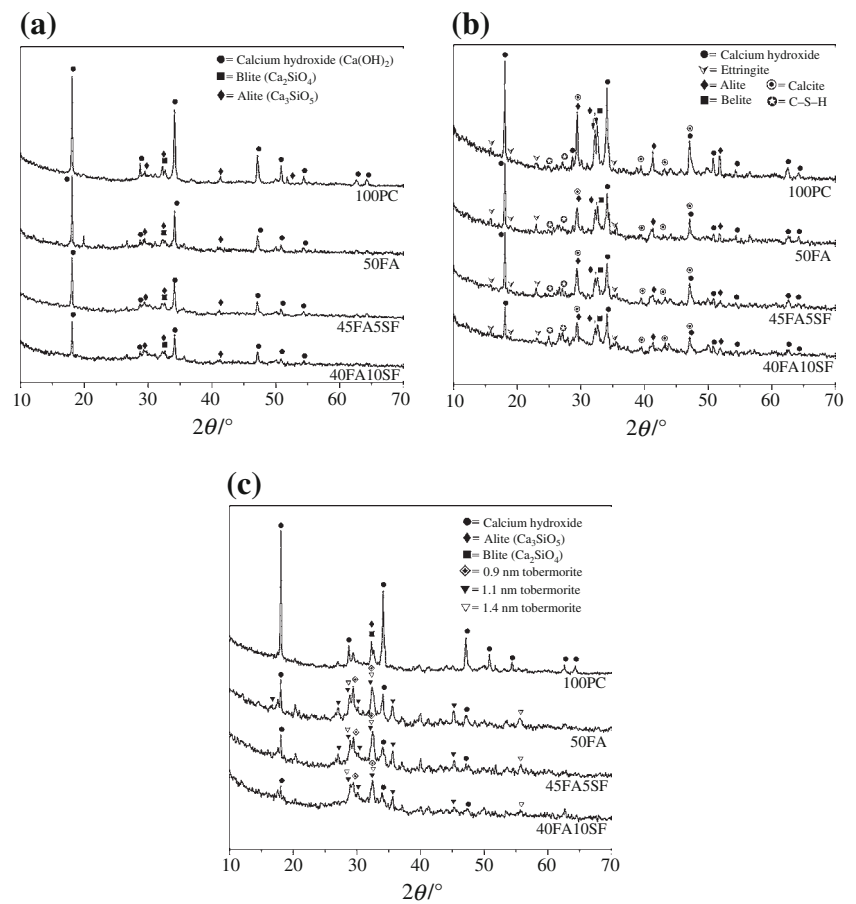 (a)
●= Calcium hydroxide (Ca(OH)₂)
■= Blite (Ca₂SiO₄)
♦= Alite (Ca₃SiO₅)
100PC
50FA
45FA5SF
40FA10SF
10 20 30 40 50 60 70
2θ/°
(b)
●= Calcium hydroxide
= Ettringite
♦= Alite
= Calcite
■= Belite
✪= C–S–H
100PC
50FA
45FA5SF
40FA10SF
10 20 30 40 50 60 70
2θ/°
(c)
●= Calcium hydroxide
♦= Alite (Ca₃SiO₅)
■= Blite (Ca₂SiO₄)
= 0.9 nm tobermorite
▼= 1.1 nm tobermorite
▽= 1.4 nm tobermorite
100PC
50FA
45FA5SF
40FA10SF
10 20 30 40 50 60 70
2θ/°